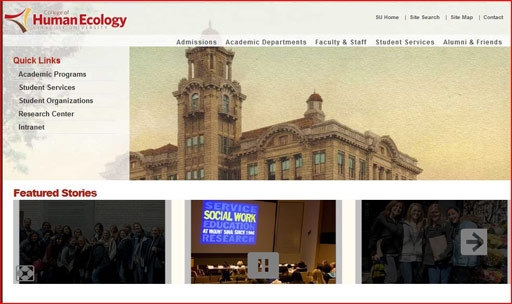 College of
Human Ecology
SYRACUSE UNIVERSITY
SU Home | Site Search | Site Map | Contact
Admissions Academic Departments Faculty & Staff Student Services Alumni & Friends
Quick Links
Academic Programs
Student Services
Student Organizations
Research Center
Intranet
Featured Stories
SERVICE
SOCIAL WORK
EDUCATION
AT MOUNT SINAI SINCE 1906
RESEARCH